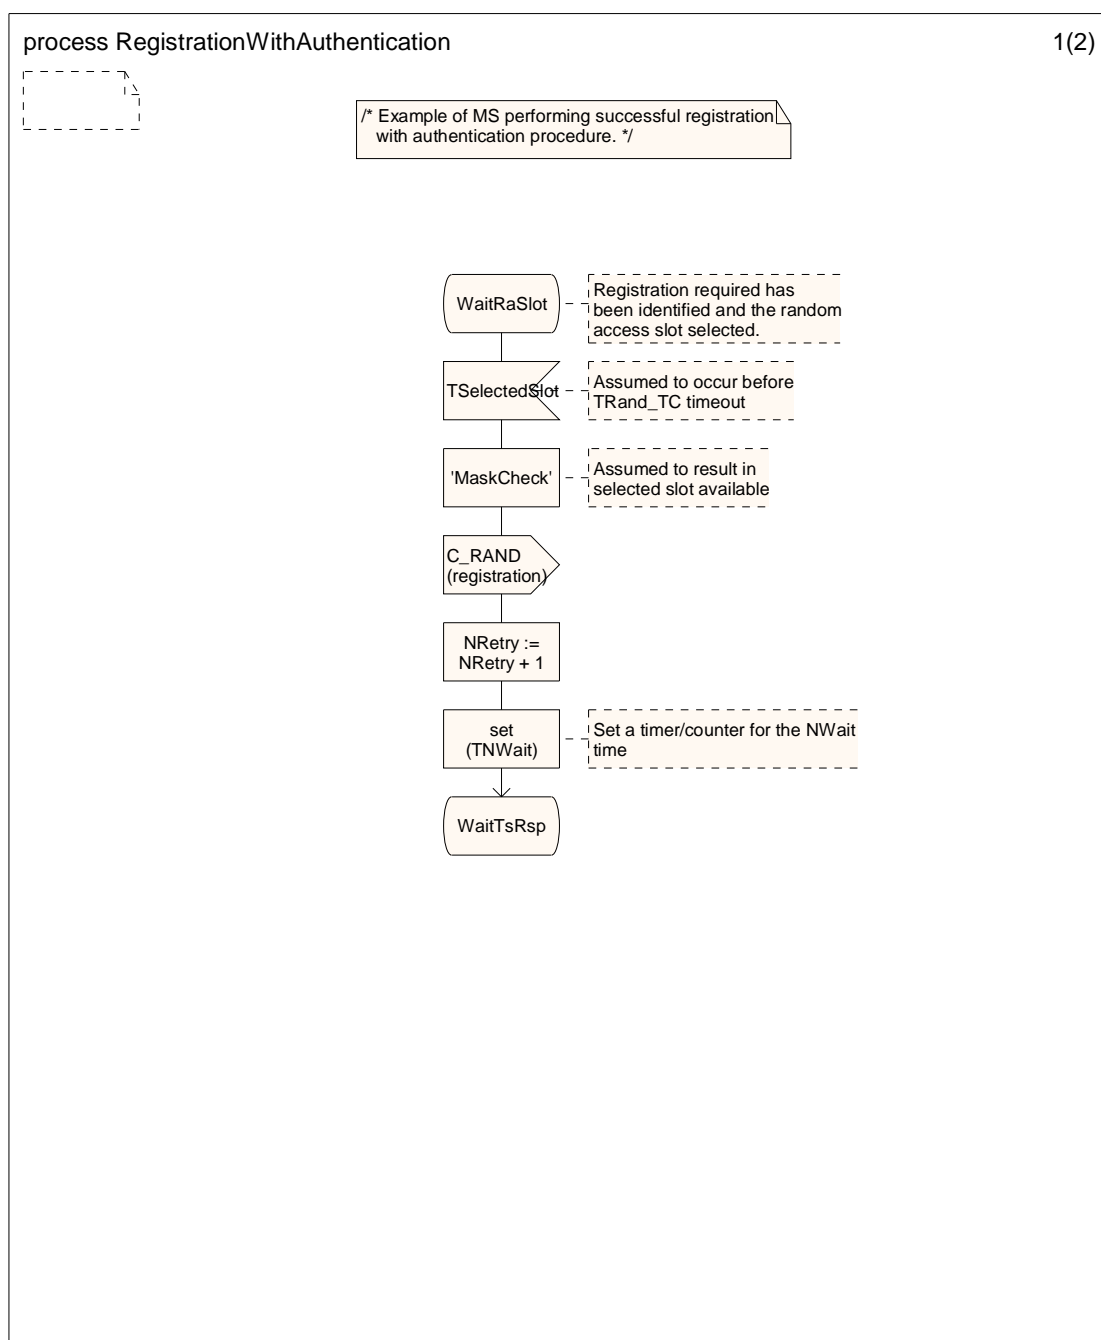 process RegistrationWithAuthentication 1(2)
/* Example of MS performing successful registration
with authentication procedure. */
WaitRaSlot
Registration required has
been identified and the random
access slot selected.
TSelectedSlot
Assumed to occur before
TRand_TC timeout
'MaskCheck'
Assumed to result in
selected slot available
C_RAND
(registration)
NRetry :=
NRetry + 1
set
(TNWait)
Set a timer/counter for the NWait
time
WaitTsRsp